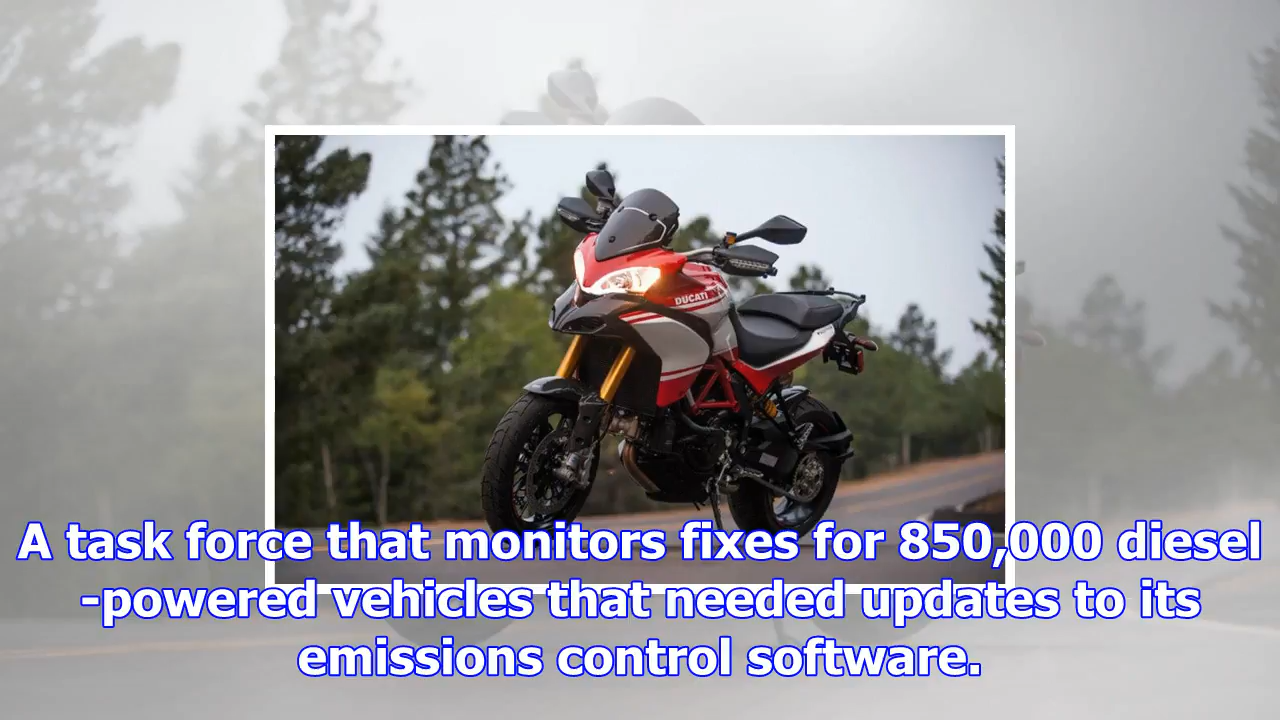 DUCATI
A task force that monitors fixes for 850,000 diesel
-powered vehicles that needed updates to its
emissions control software.